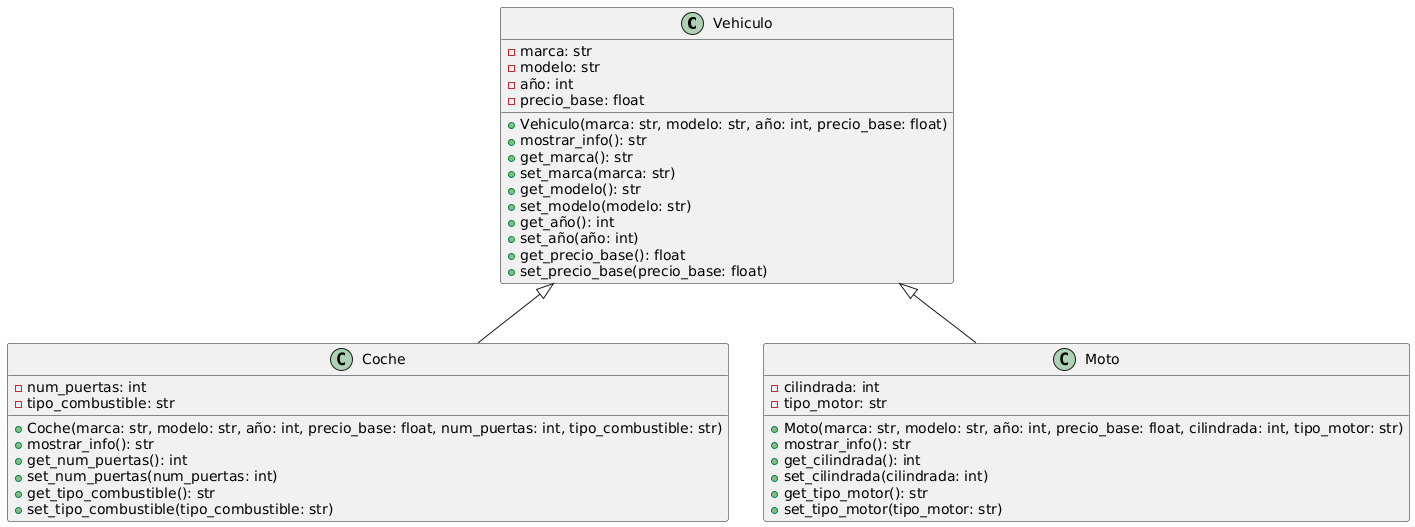 C Vehiculo
marca: str
modelo: str
año: int
precio_base: float
Vehiculo(marca: str, modelo: str, año: int, precio_base: float)
mostrar_info(): str
get_marca(): str
set_marca(marca: str)
get_modelo(): str
set_modelo(modelo: str)
get_año(): int
set_año(año: int)
get_precio_base(): float
set_precio_base(precio_base: float)
C Coche
num_puertas: int
tipo_combustible: str
Coche(marca: str, modelo: str, año: int, precio_base: float, num_puertas: int, tipo_combustible: str)
mostrar_info(): str
get_num_puertas(): int
set_num_puertas(num_puertas: int)
get_tipo_combustible(): str
set_tipo_combustible(tipo_combustible: str)
C Moto
cilindrada: int
tipo_motor: str
Moto(marca: str, modelo: str, año: int, precio_base: float, cilindrada: int, tipo_motor: str)
mostrar_info(): str
get_cilindrada(): int
set_cilindrada(cilindrada: int)
get_tipo_motor(): str
set_tipo_motor(tipo_motor: str)